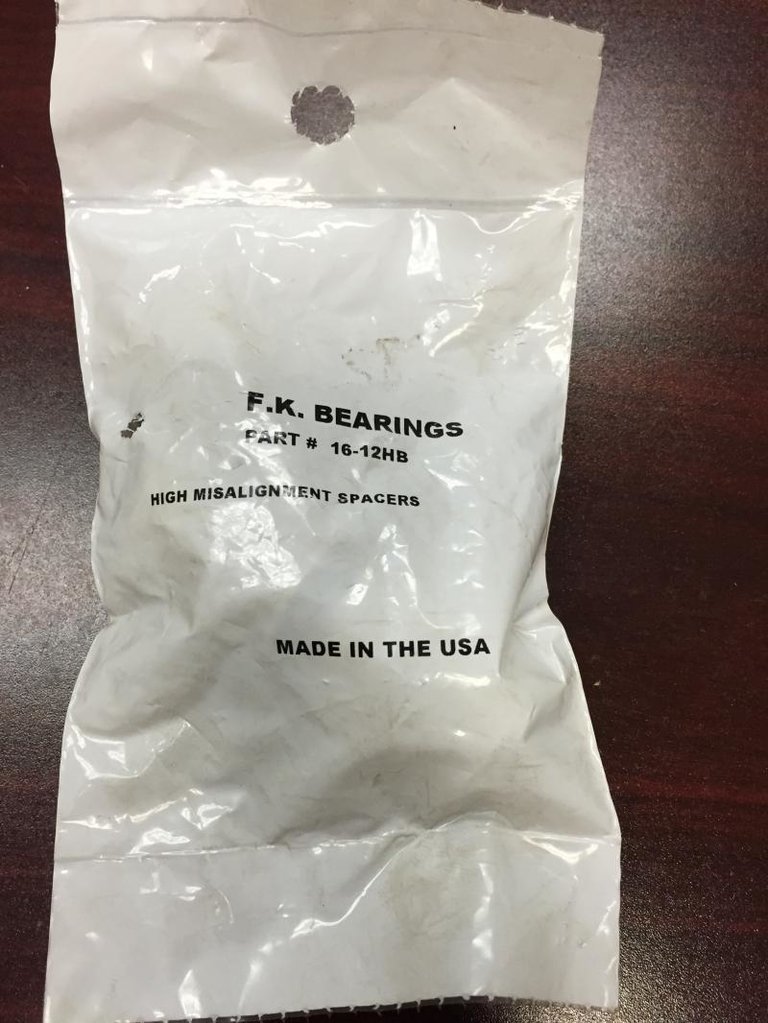 F.K. BEARINGS
PART # 16-12HB
HIGH MISALIGNMENT SPACERS
MADE IN THE USA